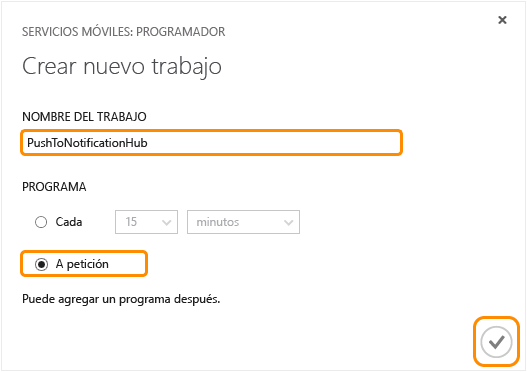 SERVICIOS MÓVILES: PROGRAMADOR
Crear nuevo trabajo
NOMBRE DEL TRABAJO
PushToNotificationHub
PROGRAMA
Cada 15 minutos
A petición
Puede agregar un programa después.